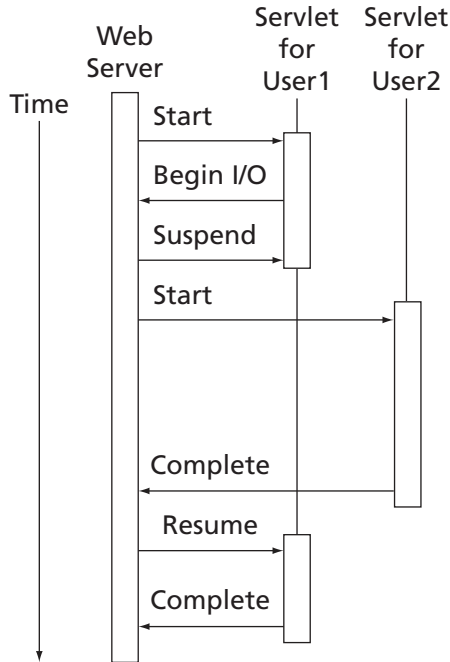 Web
Server
Servlet
for
User1
Servlet
for
User2
Time
Start
Begin I/O
Suspend
Start
Complete
Resume
Complete